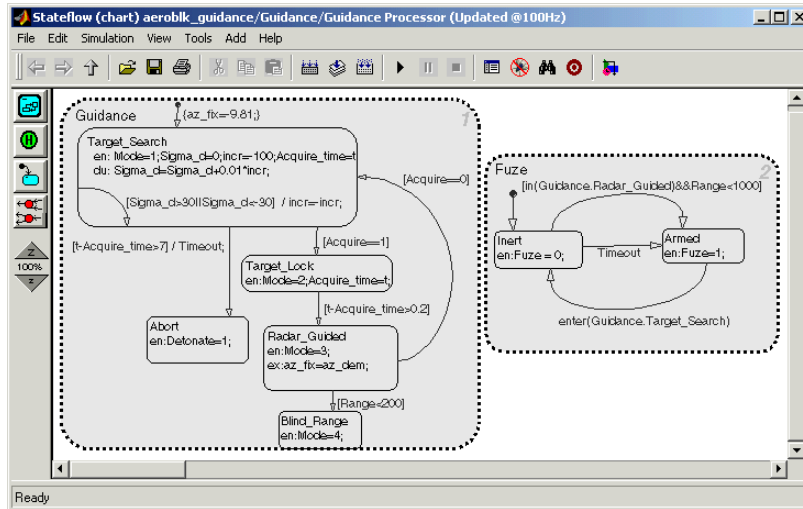 Stateflow (chart) aeroblk_guidance/Guidance/Guidance Processor (Updated @100Hz)
File Edit Simulation View Tools Add Help
Guidance
{az_fix=-9.81;}
1
Target_Search
en: Mode=1;Sigma_d=0;incr=-100;Acquire_time=t
du: Sigma_d=Sigma_d+0.01*incr;
[Sigma_d>30||Sigma_d<-30] / incr=-incr;
[Acquire==0]
[t-Acquire_time>7] / Timeout;
[Acquire==1]
Target_Lock
en:Mode=2;Acquire_time=t;
[t-Acquire_time>0.2]
Abort
en:Detonate=1;
Radar_Guided
en:Mode=3;
ex:az_fix=az_dem;
[Range<200]
Blind_Range
en:Mode=4;
Fuze
2
[in(Guidance.Radar_Guided)&&Range<1000]
Inert
en:Fuze = 0;
Timeout
Armed
en:Fuze=1;
enter(Guidance.Target_Search)
H
Z
100%
z
Ready